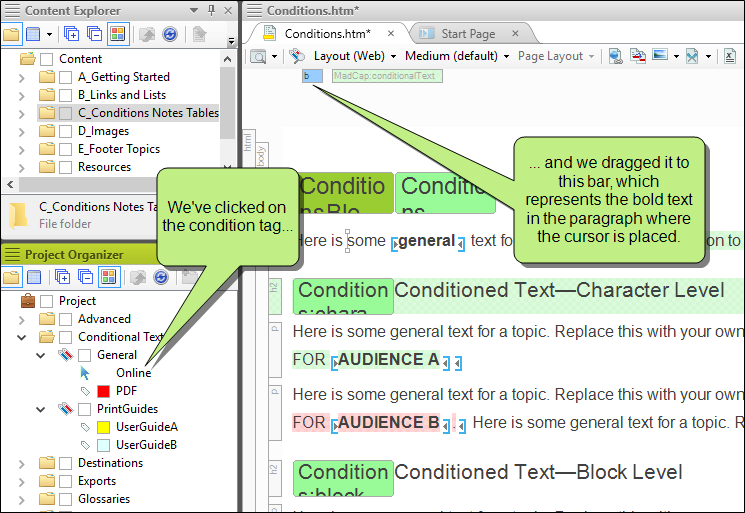 Content Explorer
Content
A_Getting Started
B_Links and Lists
C_Conditions Notes Tables
D_Images
E_Footer Topics
Resources
C_Conditions Notes Ta
File folder
Project Organizer
Project
Advanced
Conditional Text
General
Online
PDF
PrintGuides
UserGuideA
UserGuideB
Destinations
Exports
Glossaries
We've clicked on
the condition tag...
Conditions.htm*
Conditions.htm*
Start Page
Layout (Web)
Medium (default)
Page Layout
b
MadCap:conditionalText
html
body
... and we dragged it to
this bar, which
represents the bold text
in the paragraph where
the cursor is placed.
Conditio
nsBlo
Condition
ns
Here is some general text fo
on to
h2
Condition
s:chara
Conditioned Text—Character Level
p
Here is some general text for a topic. Replace this with your own
FOR AUDIENCE A
p
Here is some general text for a topic. Replace this with your own
FOR AUDIENCE B . Here is some general text for a topic. R
h2
Condition
s:block
Conditioned Text—Block Level